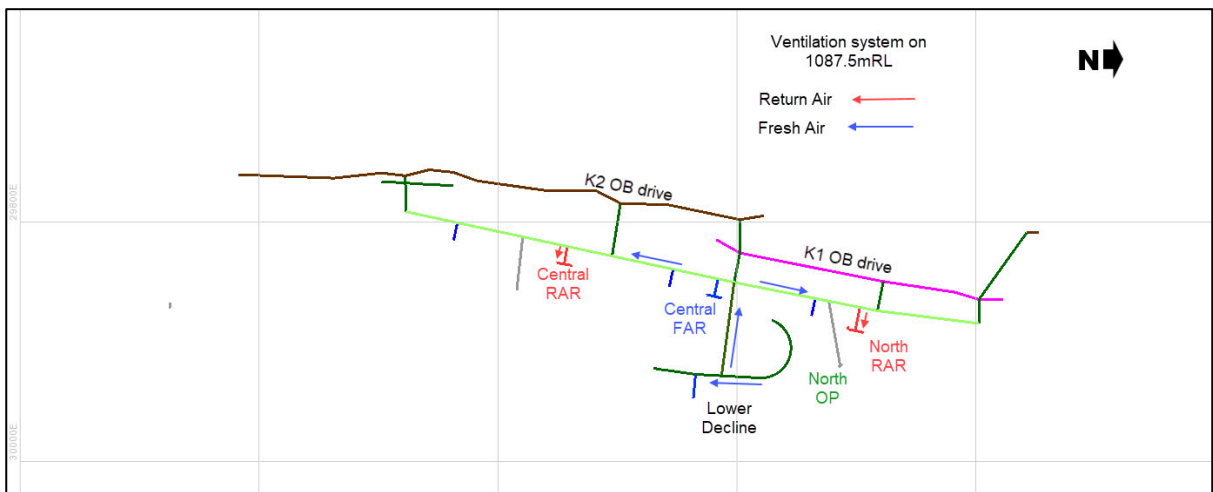 Ventilation system on
1087.5mRL
N
Return Air
Fresh Air
29800E
K2 OB drive
K1 OB drive
Central
RAR
Central
FAR
North
RAR
North
OP
Lower
Decline
30000E